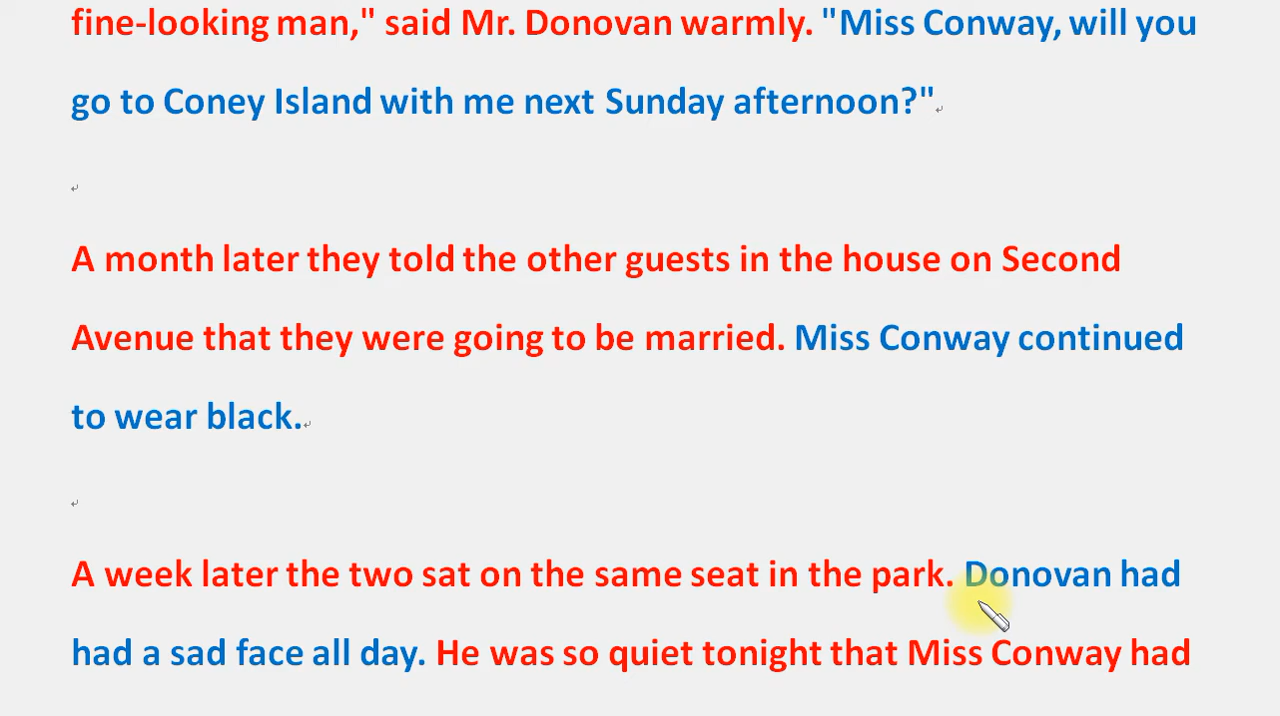 fine-looking man," said Mr. Donovan warmly. "Miss Conway, will you
go to Coney Island with me next Sunday afternoon?"
A month later they told the other guests in the house on Second
Avenue that they were going to be married. Miss Conway continued
to wear black.
A week later the two sat on the same seat in the park. Donovan had
had a sad face all day. He was so quiet tonight that Miss Conway had